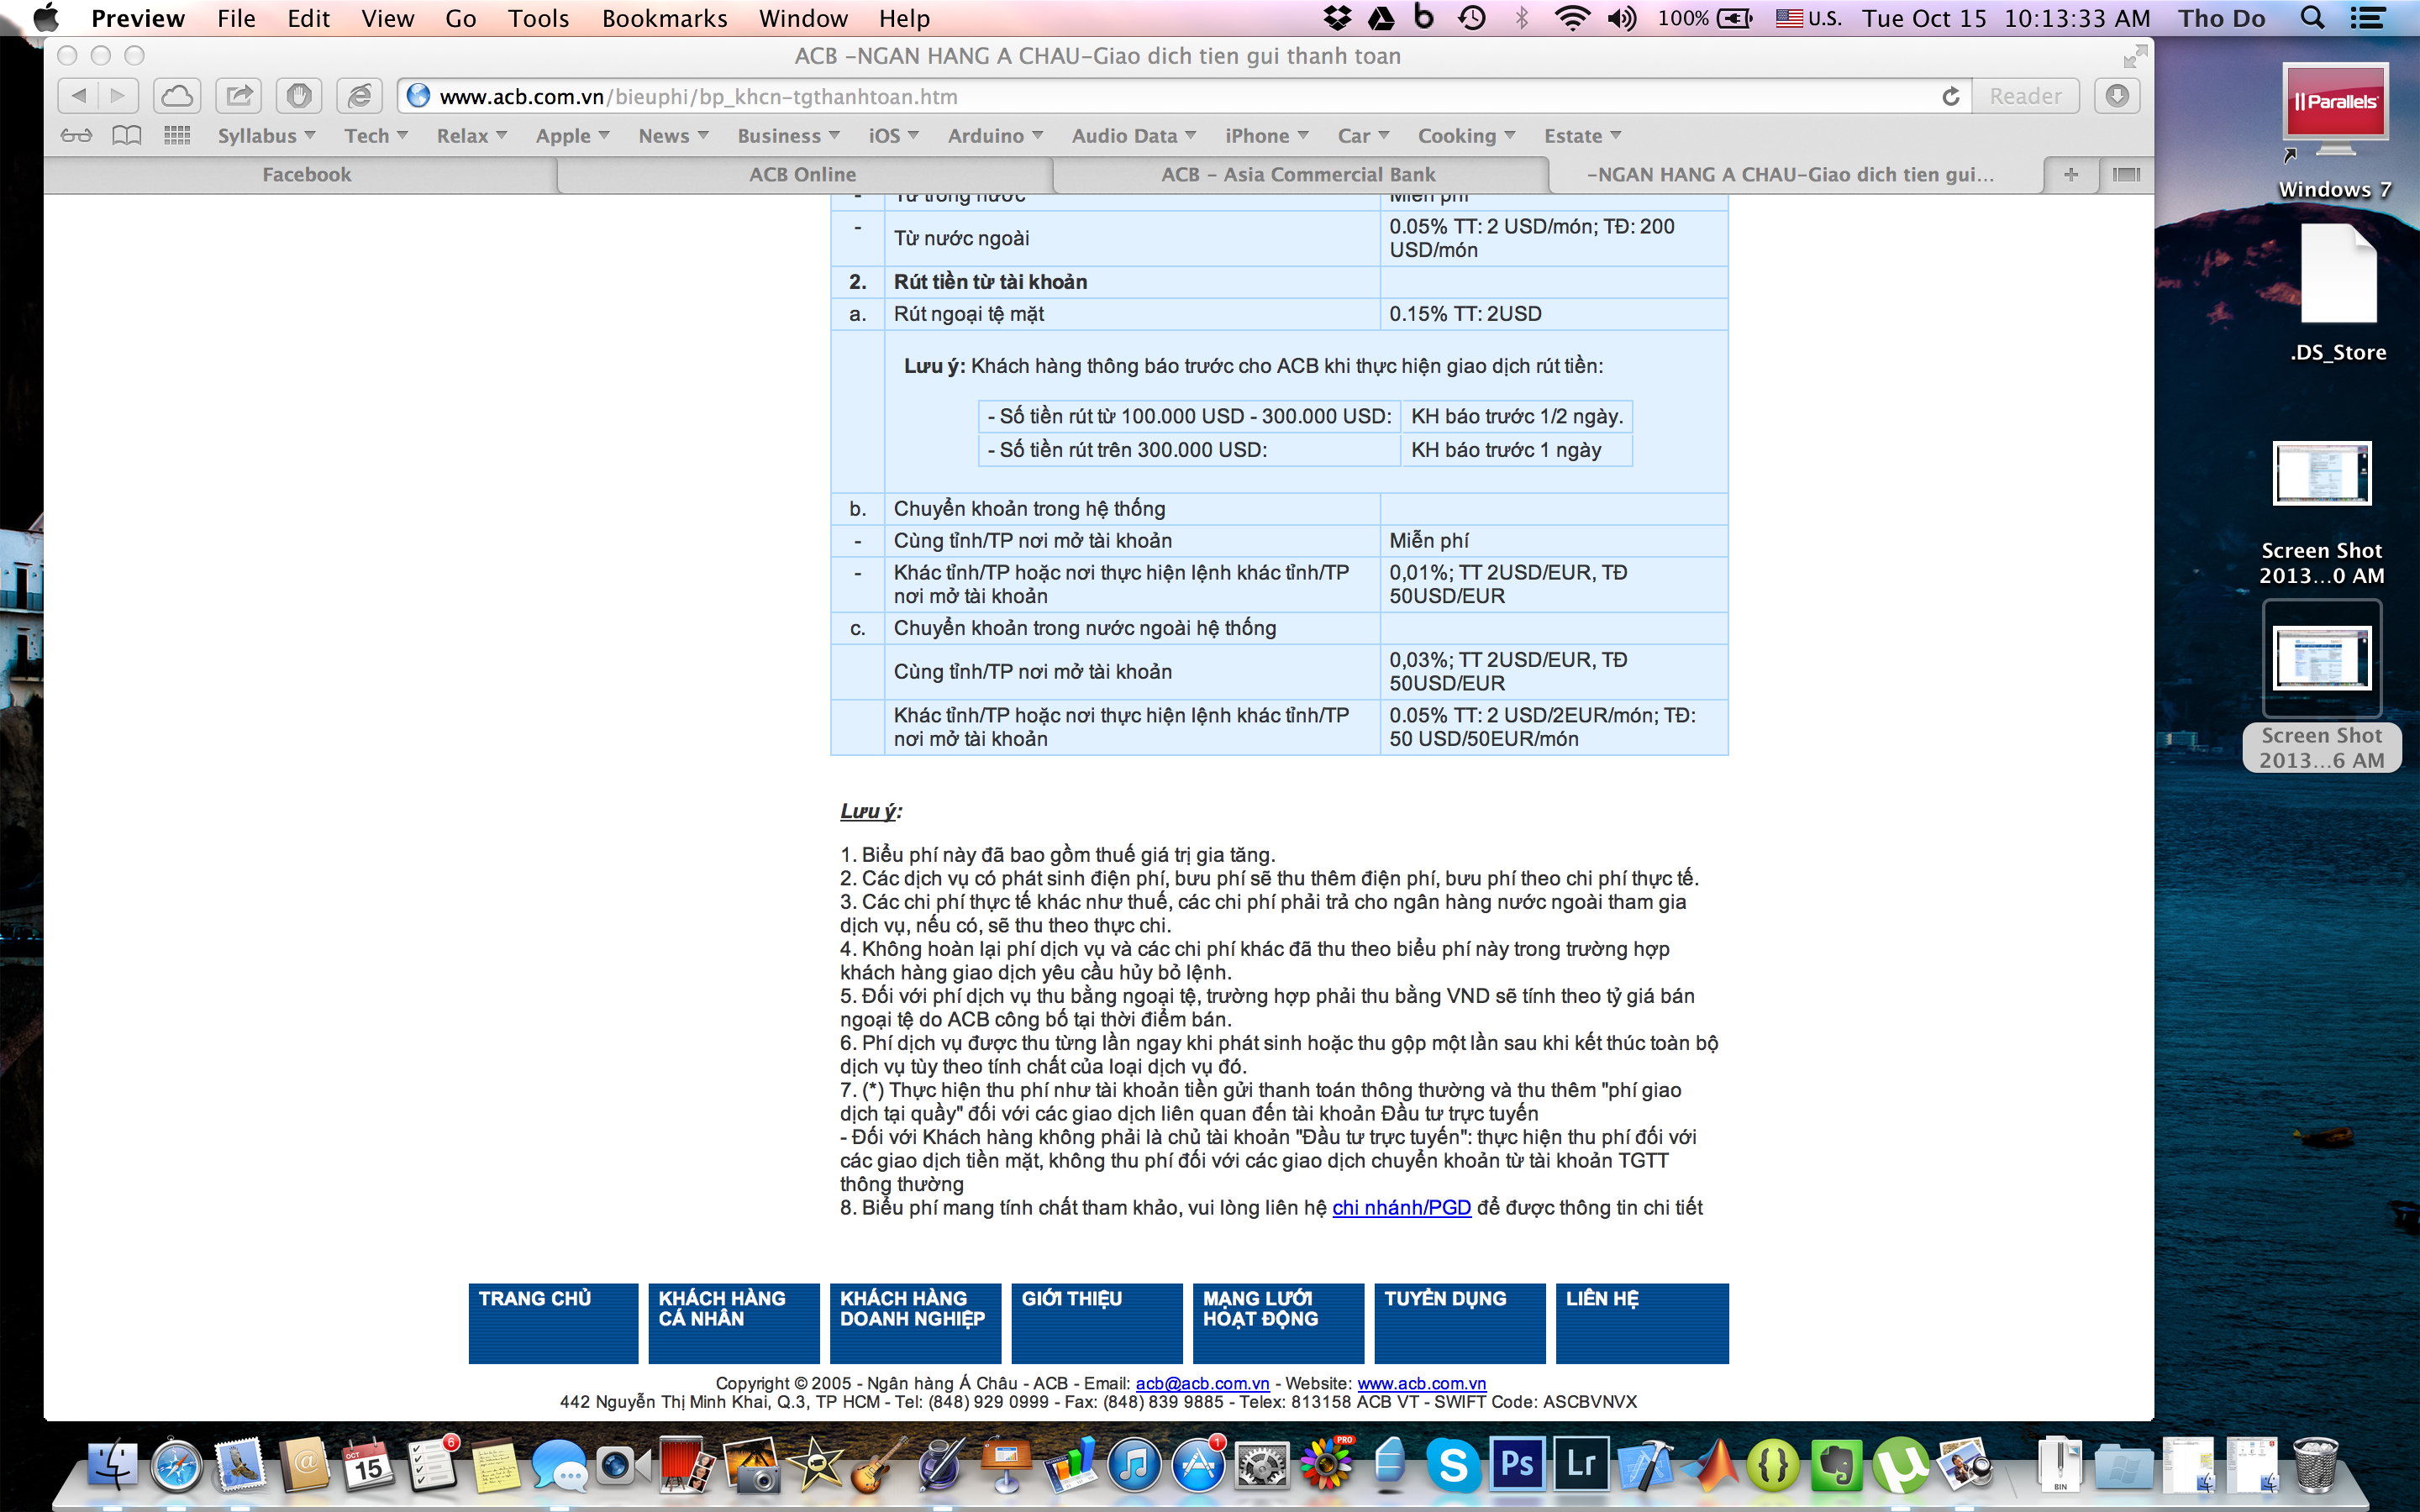 Preview File Edit View Go Tools Bookmarks Window Help 100% U.S. Tue Oct 15 10:13:33 AM Tho Do
ACB -NGAN HANG A CHAU-Giao dich tien gui thanh toan
www.acb.com.vn/bieuphi/bp_khcn-tgthanhtoan.htm Reader
Syllabus Tech Relax Apple News Business iOS Arduino Audio Data iPhone Car Cooking Estate
Facebook ACB Online ACB - Asia Commercial Bank -NGAN HANG A CHAU-Giao dich tien gui...
- Từ trong nước Miễn phí
- Từ nước ngoài 0.05% TT: 2 USD/món; TĐ: 200
USD/món
2. Rút tiền từ tài khoản
a. Rút ngoại tệ mặt 0.15% TT: 2USD
Lưu ý: Khách hàng thông báo trước cho ACB khi thực hiện giao dịch rút tiền:
- Số tiền rút từ 100.000 USD - 300.000 USD: KH báo trước 1/2 ngày.
- Số tiền rút trên 300.000 USD: KH báo trước 1 ngày
b. Chuyển khoản trong hệ thống
- Cùng tỉnh/TP nơi mở tài khoản Miễn phí
- Khác tỉnh/TP hoặc nơi thực hiện lệnh khác tỉnh/TP
nơi mở tài khoản
0,01%; TT 2USD/EUR, TĐ
50USD/EUR
c. Chuyển khoản trong nước ngoài hệ thống
Cùng tỉnh/TP nơi mở tài khoản
0,03%; TT 2USD/EUR, TĐ
50USD/EUR
Khác tỉnh/TP hoặc nơi thực hiện lệnh khác tỉnh/TP
nơi mở tài khoản
0.05% TT: 2 USD/2EUR/món; TĐ:
50 USD/50EUR/món
Lưu ý:
1. Biểu phí này đã bao gồm thuế giá trị gia tăng.
2. Các dịch vụ có phát sinh điện phí, bưu phí sẽ thu thêm điện phí, bưu phí theo chi phí thực tế.
3. Các chi phí thực tế khác như thuế, các chi phí phải trả cho ngân hàng nước ngoài tham gia
dịch vụ, nếu có, sẽ thu theo thực chi.
4. Không hoàn lại phí dịch vụ và các chi phí khác đã thu theo biểu phí này trong trường hợp
khách hàng giao dịch yêu cầu hủy bỏ lệnh.
5. Đối với phí dịch vụ thu bằng ngoại tệ, trường hợp phải thu bằng VND sẽ tính theo tỷ giá bán
ngoại tệ do ACB công bố tại thời điểm bán.
6. Phí dịch vụ được thu từng lần ngay khi phát sinh hoặc thu gộp một lần sau khi kết thúc toàn bộ
dịch vụ tùy theo tính chất của loại dịch vụ đó.
7. (*) Thực hiện thu phí như tài khoản tiền gửi thanh toán thông thường và thu thêm "phí giao
dịch tại quầy" đối với các giao dịch liên quan đến tài khoản Đầu tư trực tuyến
- Đối với Khách hàng không phải là chủ tài khoản "Đầu tư trực tuyến": thực hiện thu phí đối với
các giao dịch tiền mặt, không thu phí đối với các giao dịch chuyển khoản từ tài khoản TGTT
thông thường
8. Biểu phí mang tính chất tham khảo, vui lòng liên hệ chi nhánh/PGD để được thông tin chi tiết
TRANG CHỦ
KHÁCH HÀNG
CÁ NHÂN
KHÁCH HÀNG
DOANH NGHIỆP
GIỚI THIỆU
MẠNG LƯỚI
HOẠT ĐỘNG
TUYỂN DỤNG
LIÊN HỆ
Copyright © 2005 - Ngân hàng Á Châu - ACB - Email: acb@acb.com.vn - Website: www.acb.com.vn
442 Nguyễn Thị Minh Khai, Q.3, TP HCM - Tel: (848) 929 0999 - Fax: (848) 839 9885 - Telex: 813158 ACB VT - SWIFT Code: ASCBVNVX
Parallels
Windows 7
.DS_Store
Screen Shot
2013...0 AM
Screen Shot
2013...6 AM
OCT
15
6
1
PRO
Ps
Lr
BIN